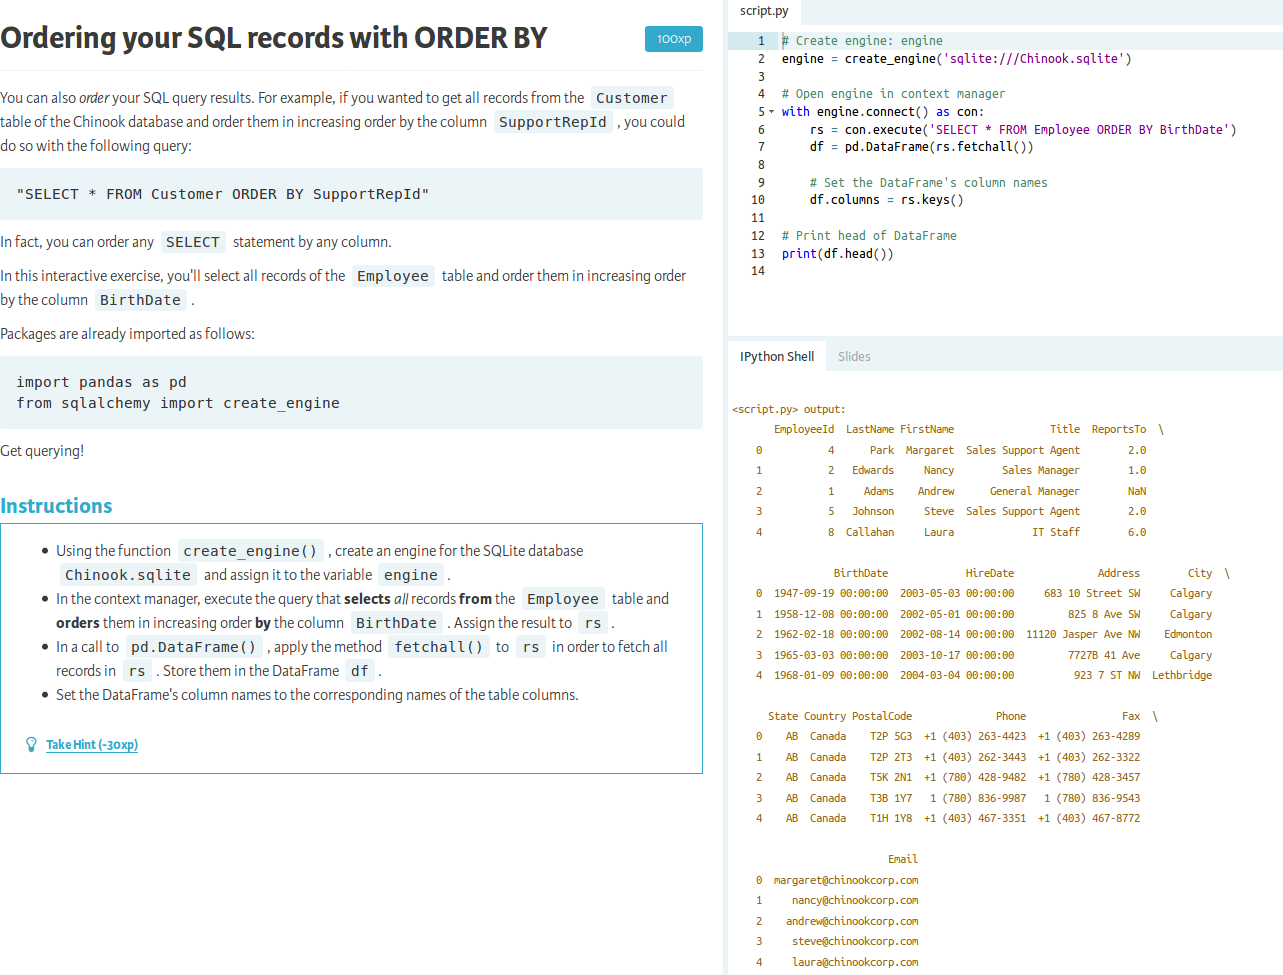 Ordering your SQL records with ORDER BY
100xp
You can also order your SQL query results. For example, if you wanted to get all records from the Customer
table of the Chinook database and order them in increasing order by the column SupportRepId , you could
do so with the following query:
"SELECT * FROM Customer ORDER BY SupportRepId"
In fact, you can order any SELECT statement by any column.
In this interactive exercise, you'll select all records of the Employee table and order them in increasing order
by the column BirthDate .
Packages are already imported as follows:
import pandas as pd
from sqlalchemy import create_engine
Get querying!
Instructions
• Using the function create_engine() , create an engine for the SQLite database
Chinook.sqlite and assign it to the variable engine .
• In the context manager, execute the query that selects all records from the Employee table and
orders them in increasing order by the column BirthDate . Assign the result to rs .
• In a call to pd.DataFrame() , apply the method fetchall() to rs in order to fetch all
records in rs . Store them in the DataFrame df .
• Set the DataFrame's column names to the corresponding names of the table columns.
Take Hint (-30xp)
script.py
1 # Create engine: engine
2 engine = create_engine('sqlite:///Chinook.sqlite')
3
4 # Open engine in context manager
5 with engine.connect() as con:
6 rs = con.execute('SELECT * FROM Employee ORDER BY BirthDate')
7 df = pd.DataFrame(rs.fetchall())
8
9 # Set the DataFrame's column names
10 df.columns = rs.keys()
11
12 # Print head of DataFrame
13 print(df.head())
14
IPython Shell Slides
<script.py> output:
EmployeeId LastName FirstName Title ReportsTo \
0 4 Park Margaret Sales Support Agent 2.0
1 2 Edwards Nancy Sales Manager 1.0
2 1 Adams Andrew General Manager NaN
3 5 Johnson Steve Sales Support Agent 2.0
4 8 Callahan Laura IT Staff 6.0
BirthDate HireDate Address City \
0 1947-09-19 00:00:00 2003-05-03 00:00:00 683 10 Street SW Calgary
1 1958-12-08 00:00:00 2002-05-01 00:00:00 825 8 Ave SW Calgary
2 1962-02-18 00:00:00 2002-08-14 00:00:00 11120 Jasper Ave NW Edmonton
3 1965-03-03 00:00:00 2003-10-17 00:00:00 7727B 41 Ave Calgary
4 1968-01-09 00:00:00 2004-03-04 00:00:00 923 7 ST NW Lethbridge
State Country PostalCode Phone Fax \
0 AB Canada T2P 5G3 +1 (403) 263-4423 +1 (403) 263-4289
1 AB Canada T2P 2T3 +1 (403) 262-3443 +1 (403) 262-3322
2 AB Canada T5K 2N1 +1 (780) 428-9482 +1 (780) 428-3457
3 AB Canada T3B 1Y7 1 (780) 836-9987 1 (780) 836-9543
4 AB Canada T1H 1Y8 +1 (403) 467-3351 +1 (403) 467-8772
Email
0 margaret@chinookcorp.com
1 nancy@chinookcorp.com
2 andrew@chinookcorp.com
3 steve@chinookcorp.com
4 laura@chinookcorp.com